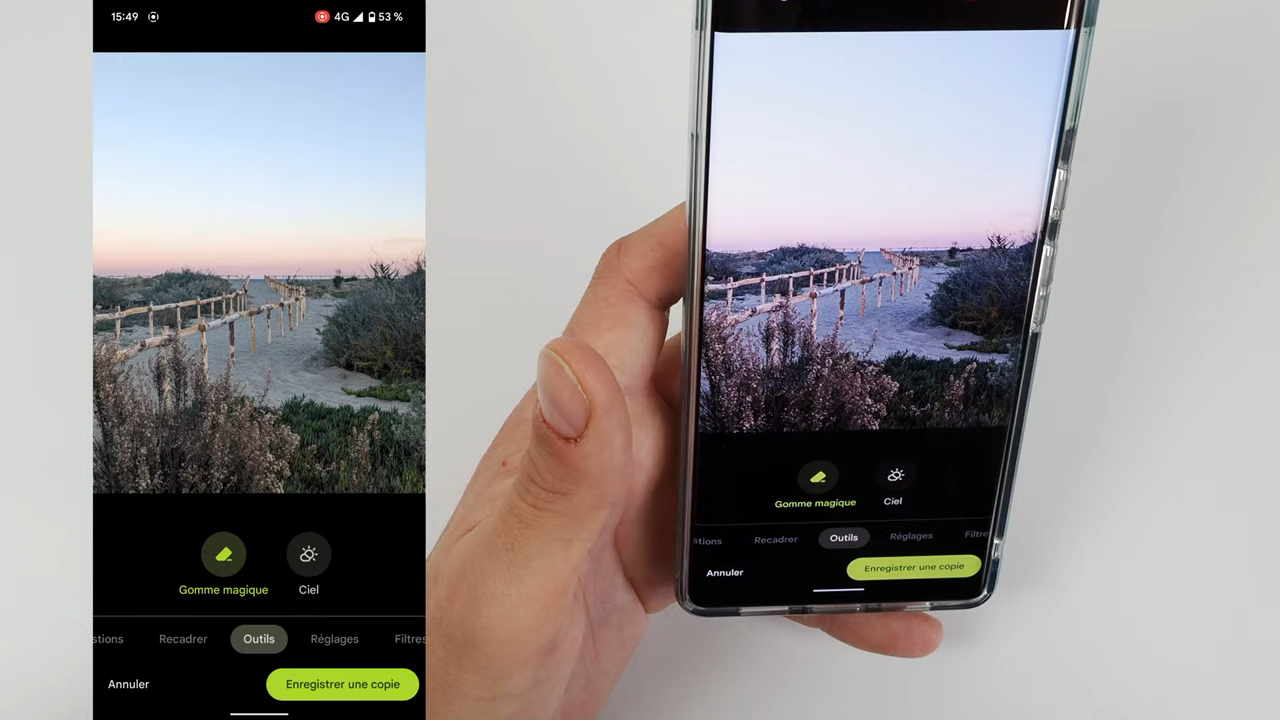 15:49
4G 53 %
Gomme magique
Ciel
stions Recadrer Outils Réglages Filtres
Annuler
Enregistrer une copie
Gomme magique
Ciel
stions Recadrer Outils Réglages Filtre
Annuler
Enregistrer une copie